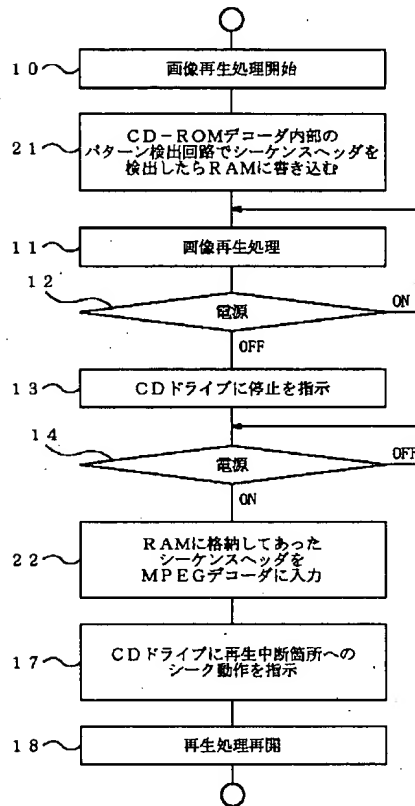 10
画像再生処理開始
21
CD-ROMデコーダ内部の
パターン検出回路でシーケンスヘッダを
検出したらRAMに書き込む
11
画像再生処理
12
電源
ON
OFF
13
CDドライブに停止を指示
14
電源
OFF
ON
22
RAMに格納してあった
シーケンスヘッダを
MPEGデコーダに入力
17
CDドライブに再生中断箇所への
シーク動作を指示
18
再生処理再開